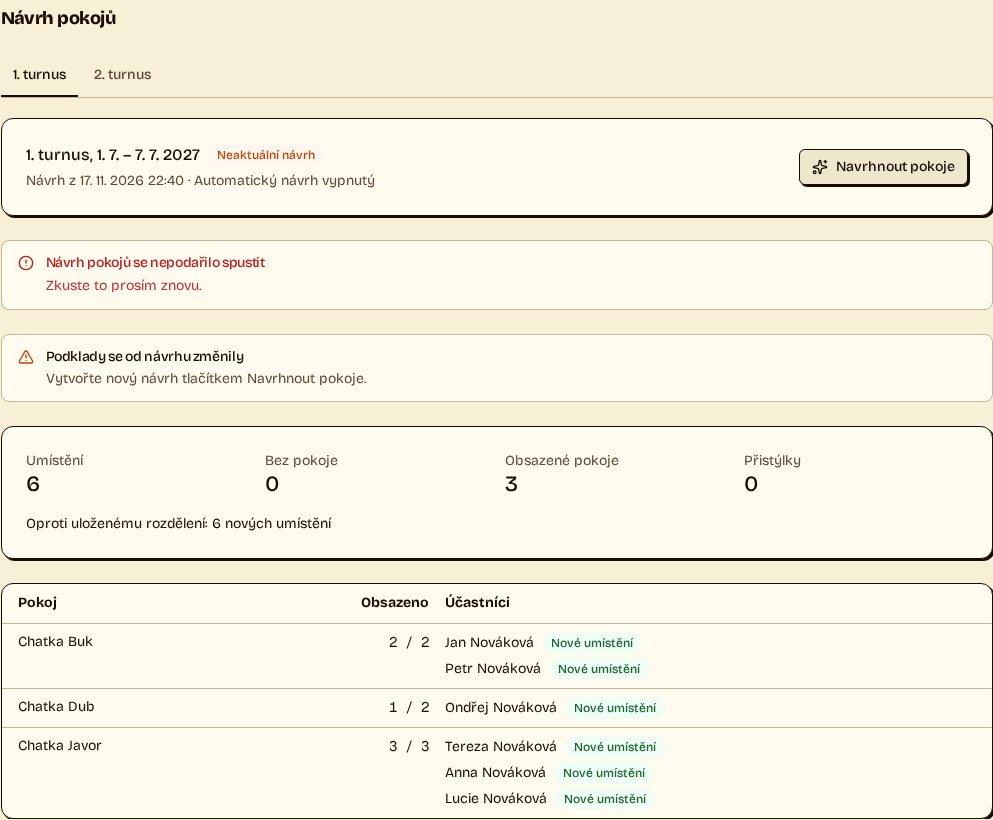 Návrh pokojů
1. turnus 2. turnus
1. turnus, 1. 7. – 7. 7. 2027 Neaktuální návrh
Návrh z 17. 11. 2026 22:40 · Automatický návrh vypnutý
Navrhnout pokoje
Návrh pokojů se nepodařilo spustit
Zkuste to prosím znovu.
Podklady se od návrhu změnily
Vytvořte nový návrh tlačítkem Navrhnout pokoje.
Umístění Bez pokoje Obsazené pokoje Přistýlky
6 0 3 0
Oproti uloženému rozdělení: 6 nových umístění
Pokoj Obsazeno Účastníci
Chatka Buk 2 / 2 Jan Nováková Nové umístění
Petr Nováková Nové umístění
Chatka Dub 1 / 2 Ondřej Nováková Nové umístění
Chatka Javor 3 / 3 Tereza Nováková Nové umístění
Anna Nováková Nové umístění
Lucie Nováková Nové umístění